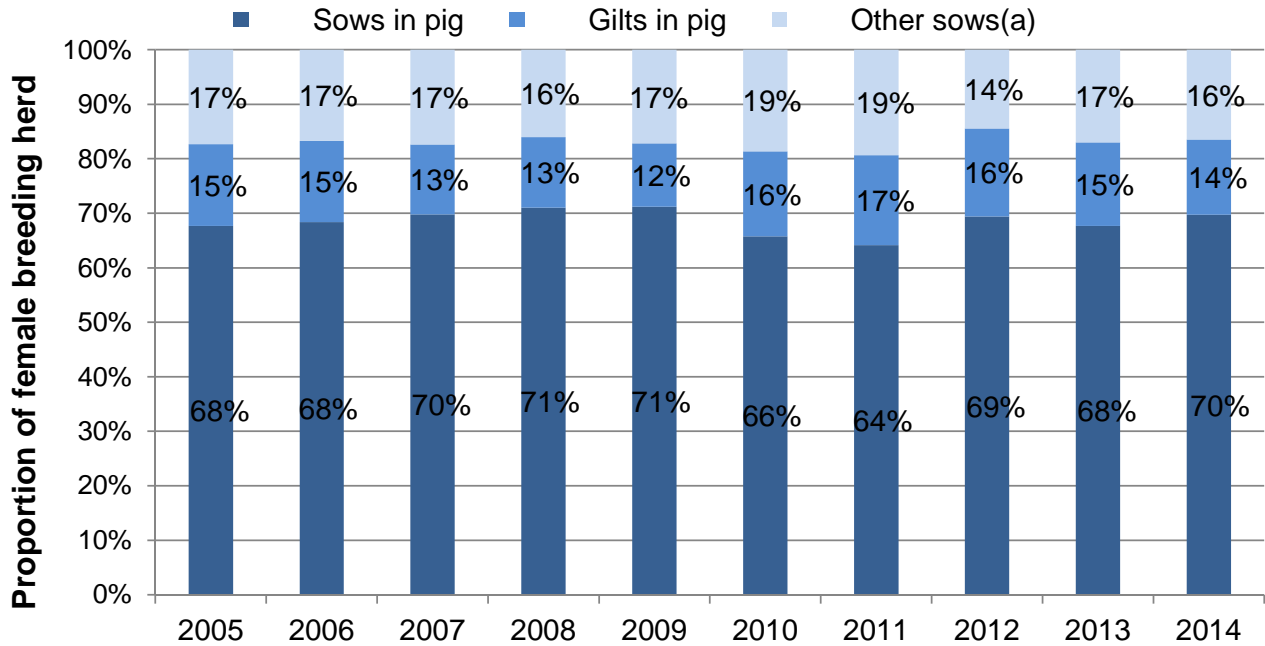 Sows in pig Gilts in pig Other sows(a)
Proportion of female breeding herd
100%
90%
80%
70%
60%
50%
40%
30%
20%
10%
0%
17% 17% 17% 16% 17% 19% 19% 14% 17% 16%
15% 15% 13% 13% 12% 16% 17% 16% 15% 14%
68% 68% 70% 71% 71% 66% 64% 69% 68% 70%
2005 2006 2007 2008 2009 2010 2011 2012 2013 2014